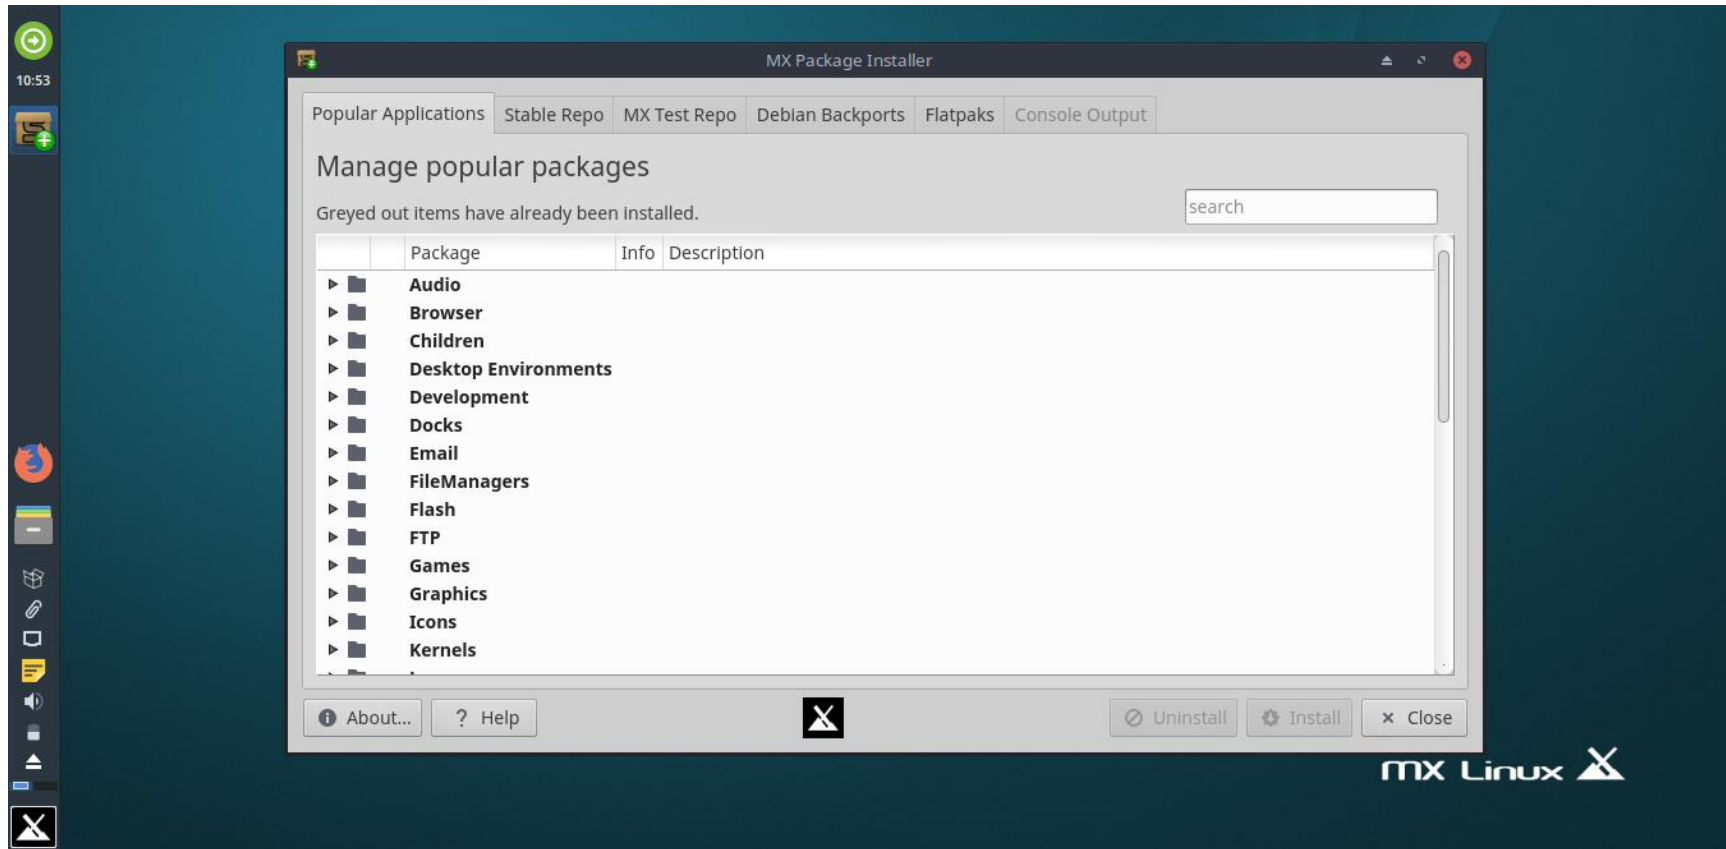 10:53
MX Package Installer
Popular Applications Stable Repo MX Test Repo Debian Backports Flatpaks Console Output
Manage popular packages
Greyed out items have already been installed.
search
Package Info Description
Audio
Browser
Children
Desktop Environments
Development
Docks
Email
FileManagers
Flash
FTP
Games
Graphics
Icons
Kernels
About... ? Help Uninstall Install Close
MX Linux